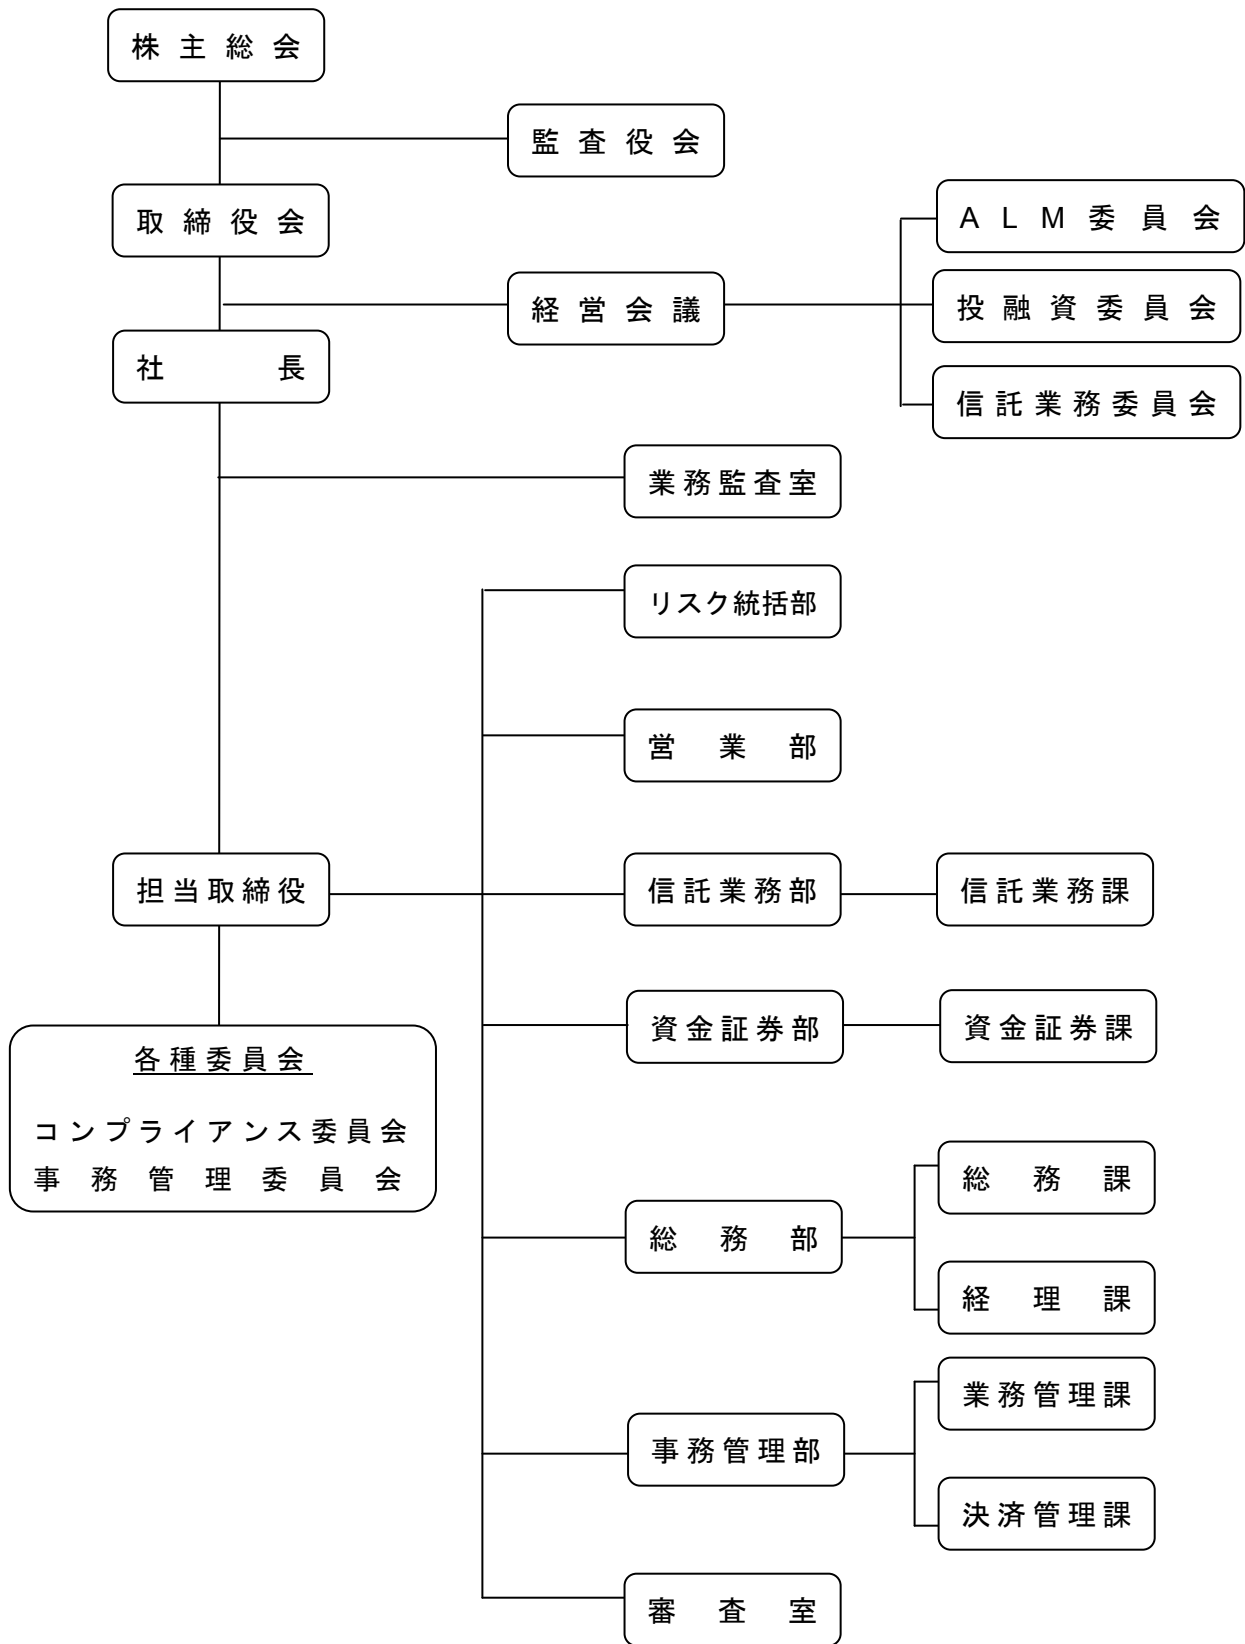 株主総会
監査役会
取締役会
ALM委員会
経営会議
投融資委員会
社長
信託業務委員会
業務監査室
リスク統括部
営業部
担当取締役
信託業務部
信託業務課
資金証券部
資金証券課
各種委員会
コンプライアンス委員会
事務管理委員会
総務課
総務部
経理課
業務管理課
事務管理部
決済管理課
審査室